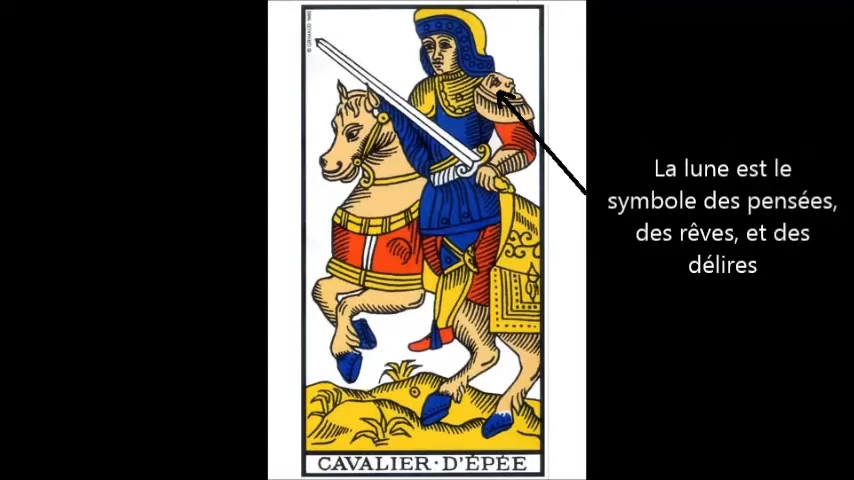 La lune est le
symbole des pensées,
des rêves, et des
délires
CAVALIER·D'ÉPÉE